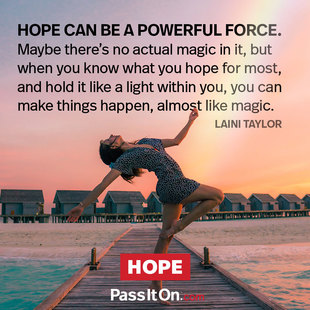 HOPE CAN BE A POWERFUL FORCE.
Maybe there's no actual magic in it, but
when you know what you hope for most,
and hold it like a light within you, you can
make things happen, almost like magic.
LAINI TAYLOR
HOPE
PassItOn.com